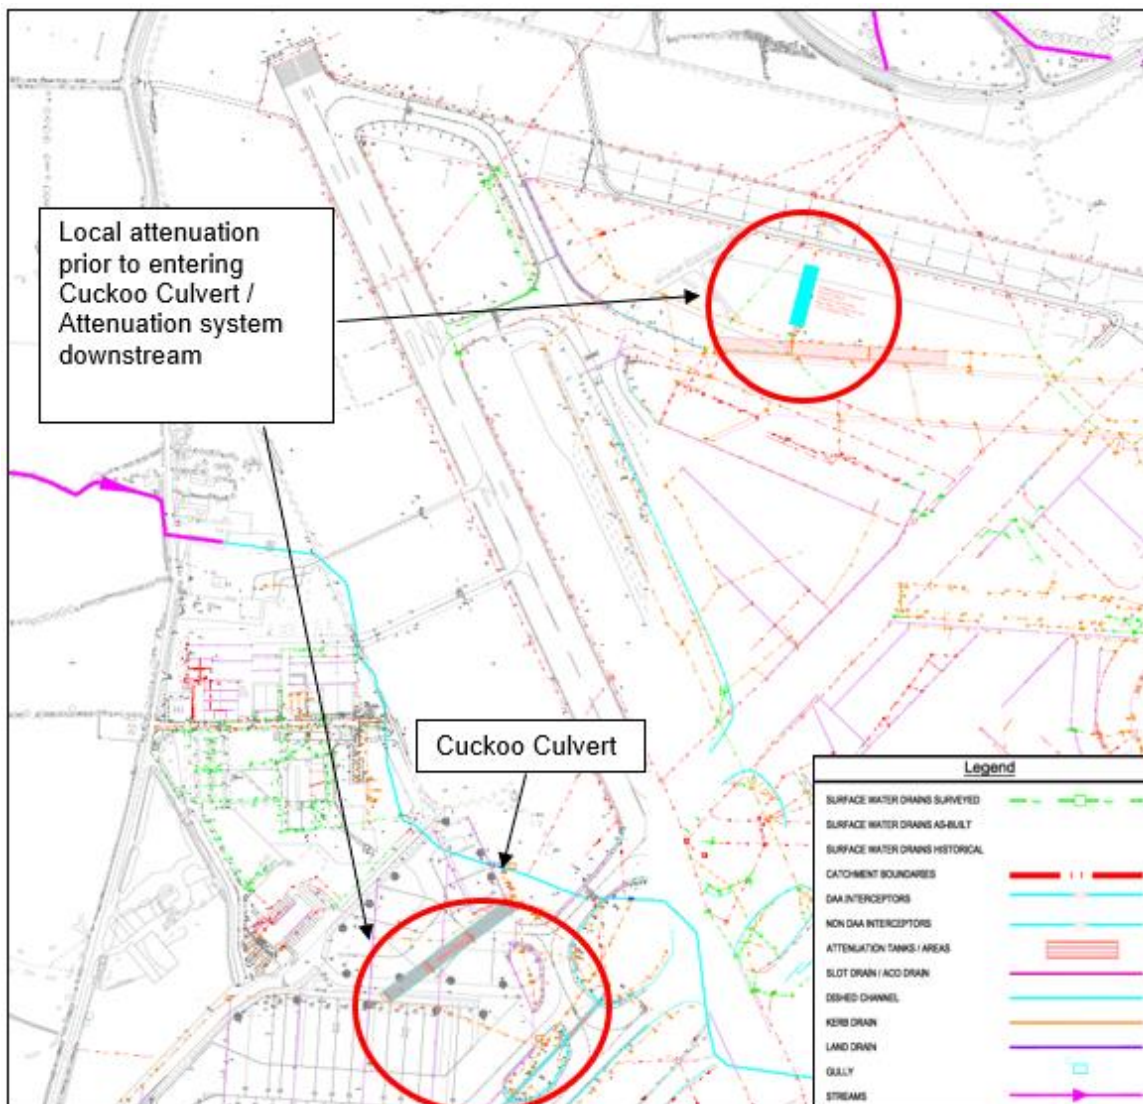 Local attenuation
prior to entering
Cuckoo Culvert /
Attenuation system
downstream
Cuckoo Culvert
Legend
SURFACE WATER DRAINS SURVEYED
SURFACE WATER DRAINS AS-BUILT
SURFACE WATER DRAINS HISTORICAL
CATCHMENT BOUNDARIES
DAA INTERCEPTORS
NON DAA INTERCEPTORS
ATTENUATION TANKS / AREAS
SLOT DRAIN / ACO DRAIN
DISHED CHANNEL
KERB DRAIN
LAND DRAIN
GULLY
STREAMS